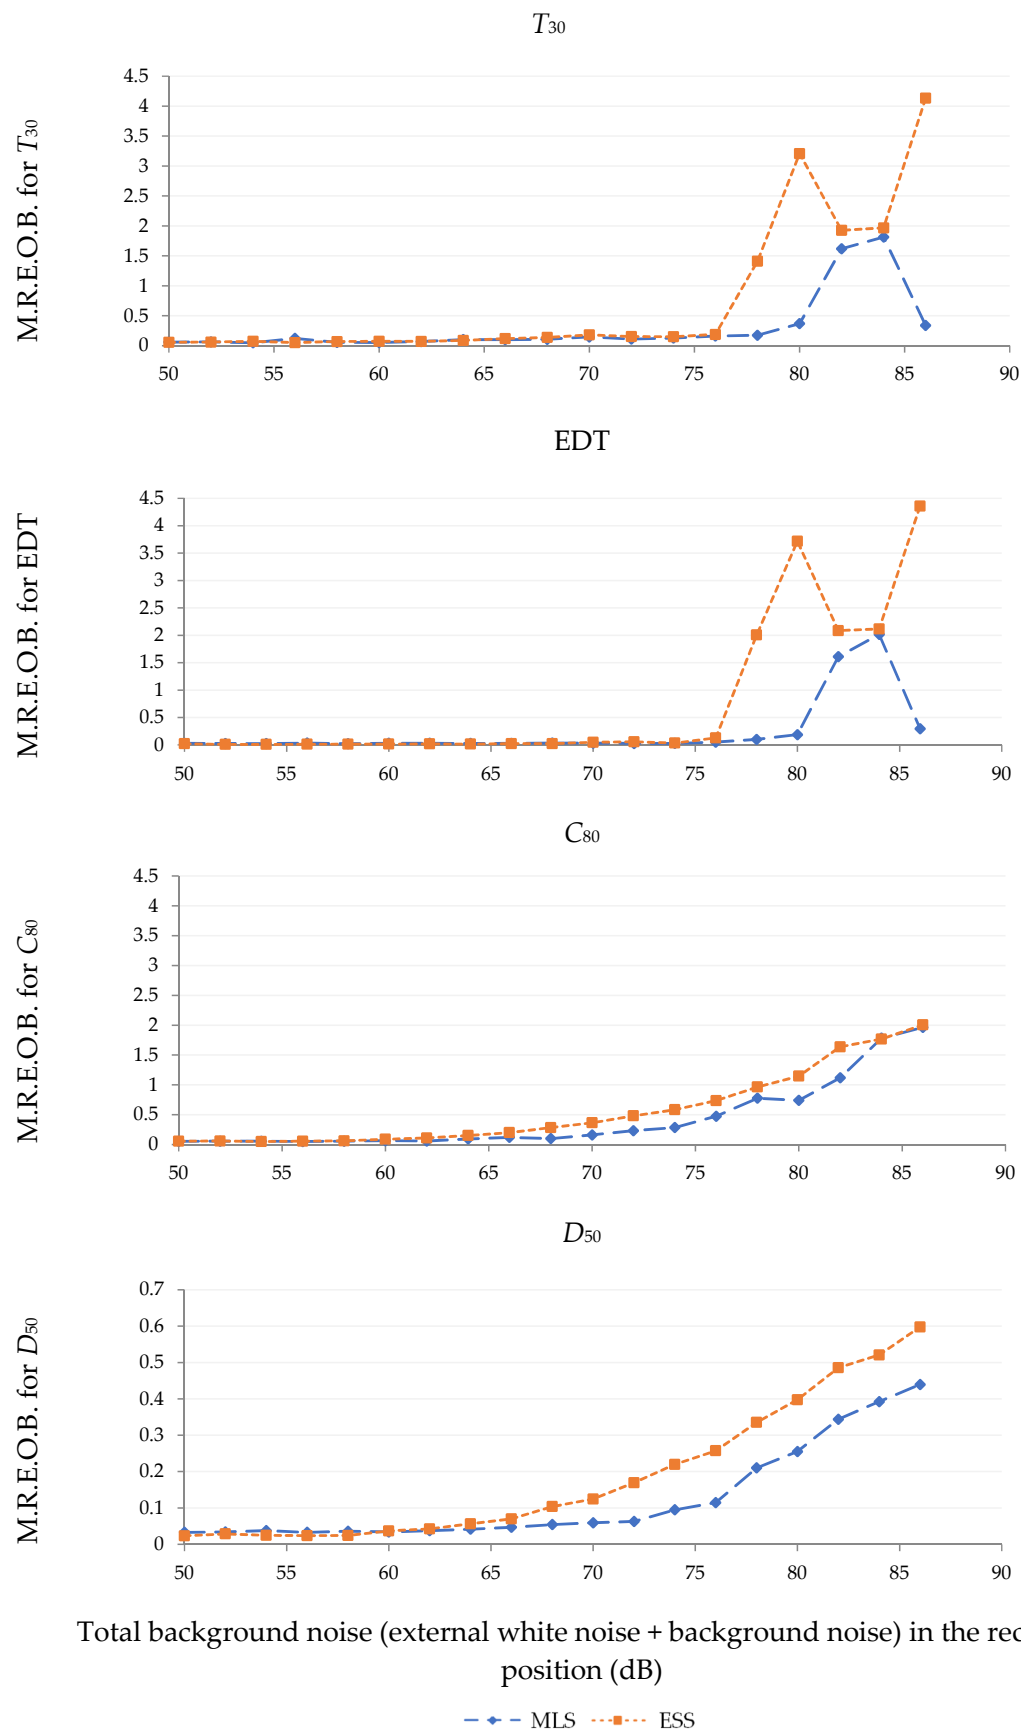 T30
M.R.E.O.B. for T30
4.5
4
3.5
3
2.5
2
1.5
1
0.5
0
50 55 60 65 70 75 80 85 90
EDT
M.R.E.O.B. for EDT
4.5
4
3.5
3
2.5
2
1.5
1
0.5
0
50 55 60 65 70 75 80 85 90
C80
M.R.E.O.B. for C80
4.5
4
3.5
3
2.5
2
1.5
1
0.5
0
50 55 60 65 70 75 80 85 90
D50
M.R.E.O.B. for D50
0.7
0.6
0.5
0.4
0.3
0.2
0.1
0
50 55 60 65 70 75 80 85 90
Total background noise (external white noise + background noise) in the
position (dB)
MLS ESS